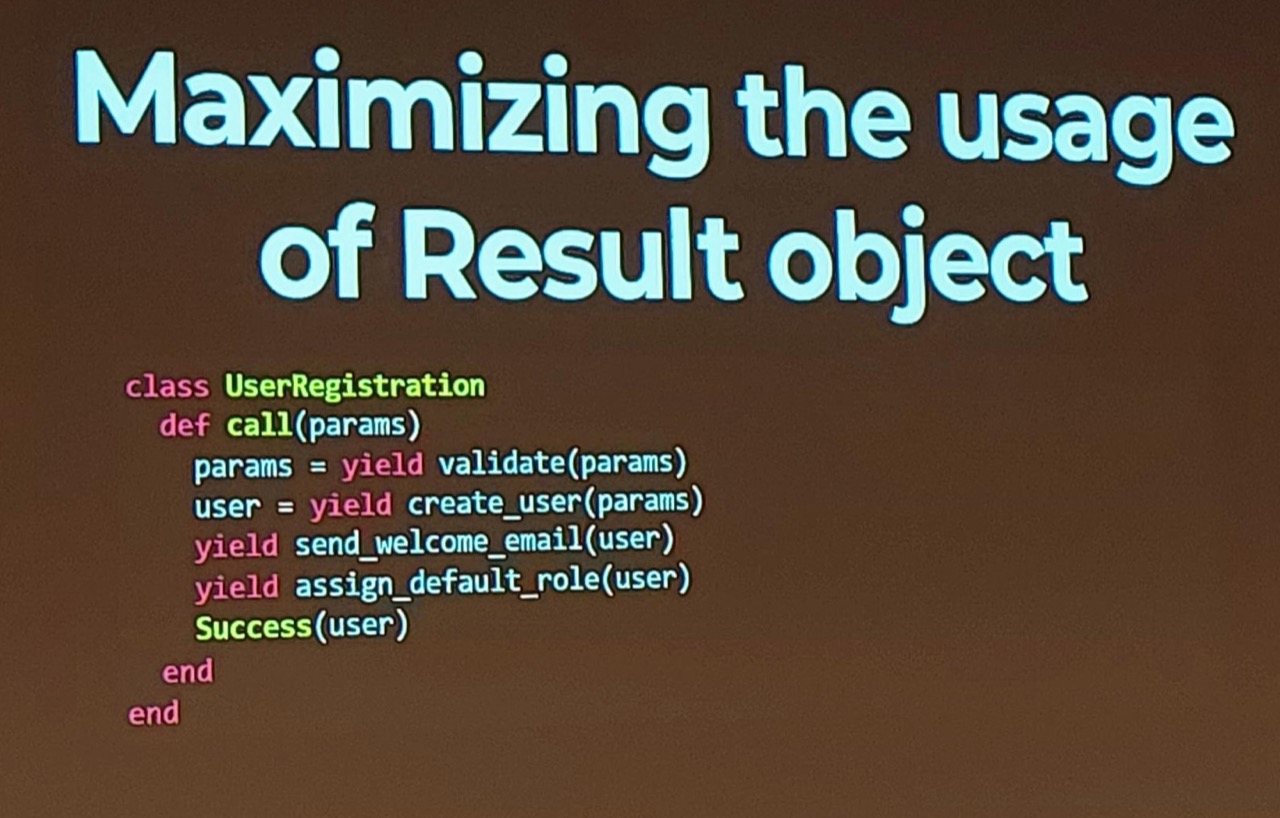 Maximizing the usage
of Result object
class UserRegistration
  def call(params)
    params = yield validate(params)
    user = yield create_user(params)
    yield send_welcome_email(user)
    yield assign_default_role(user)
    Success(user)
  end
end